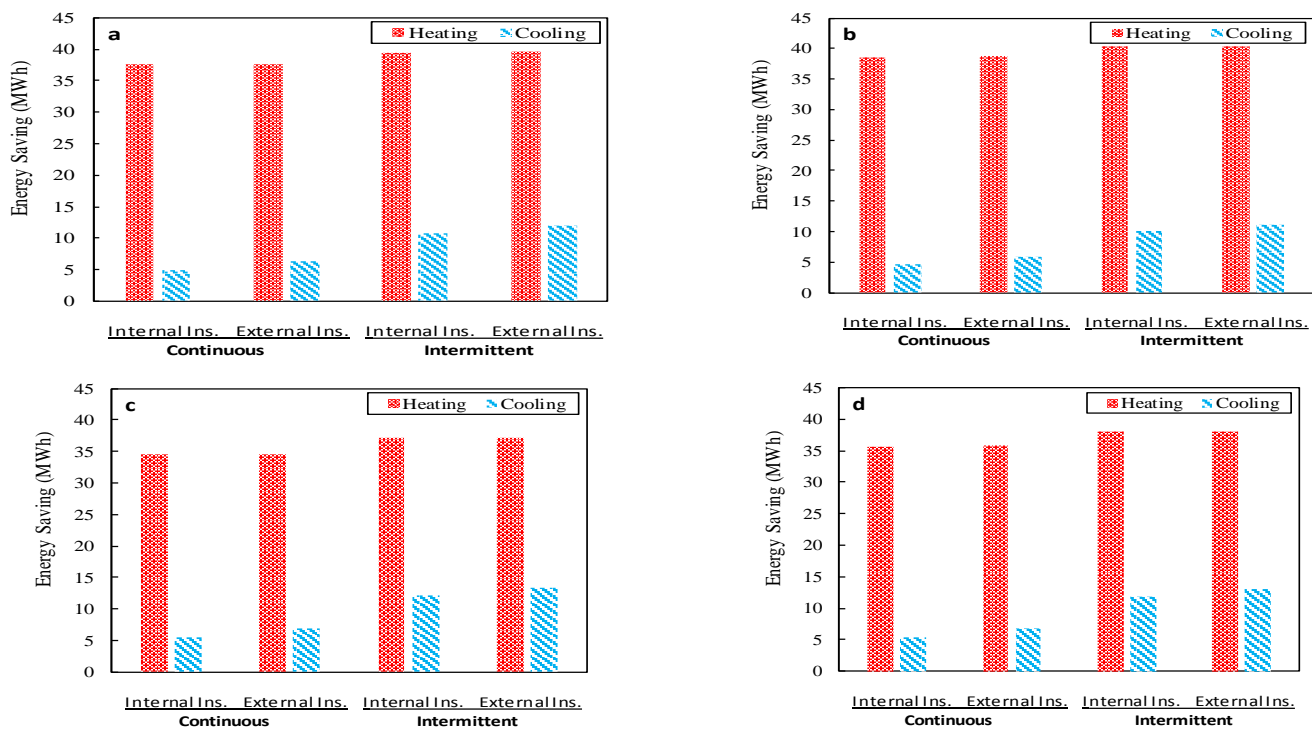 a
Heating Cooling
Energy Saving (MWh)
45
40
35
30
25
20
15
10
5
0
Internal Ins. External Ins. Internal Ins. External Ins.
Continuous Intermittent
b
Heating Cooling
Energy Saving (MWh)
45
40
35
30
25
20
15
10
5
0
Internal Ins. External Ins. Internal Ins. External Ins.
Continuous Intermittent
c
Heating Cooling
Energy Saving (MWh)
45
40
35
30
25
20
15
10
5
0
Internal Ins. External Ins. Internal Ins. External Ins.
Continuous Intermittent
d
Heating Cooling
Energy Saving (MWh)
45
40
35
30
25
20
15
10
5
0
Internal Ins. External Ins. Internal Ins. External Ins.
Continuous Intermittent